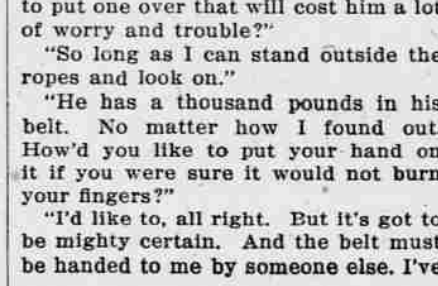 to put one over that will cost him a lot
of worry and trouble?"
"So long as I can stand outside the
ropes and look on."
"He has a thousand pounds in his
belt. No matter how I found out.
How'd you like to put your hand on
it if you were sure it would not burn
your fingers?"
"I'd like to, all right. But it's got to
be mighty certain. And the belt must
be handed to me by someone else. I've